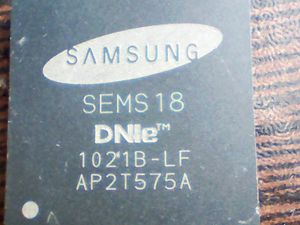 SAMSUNG
SEMS18
DNIe™
1021B-LF
AP2T575A